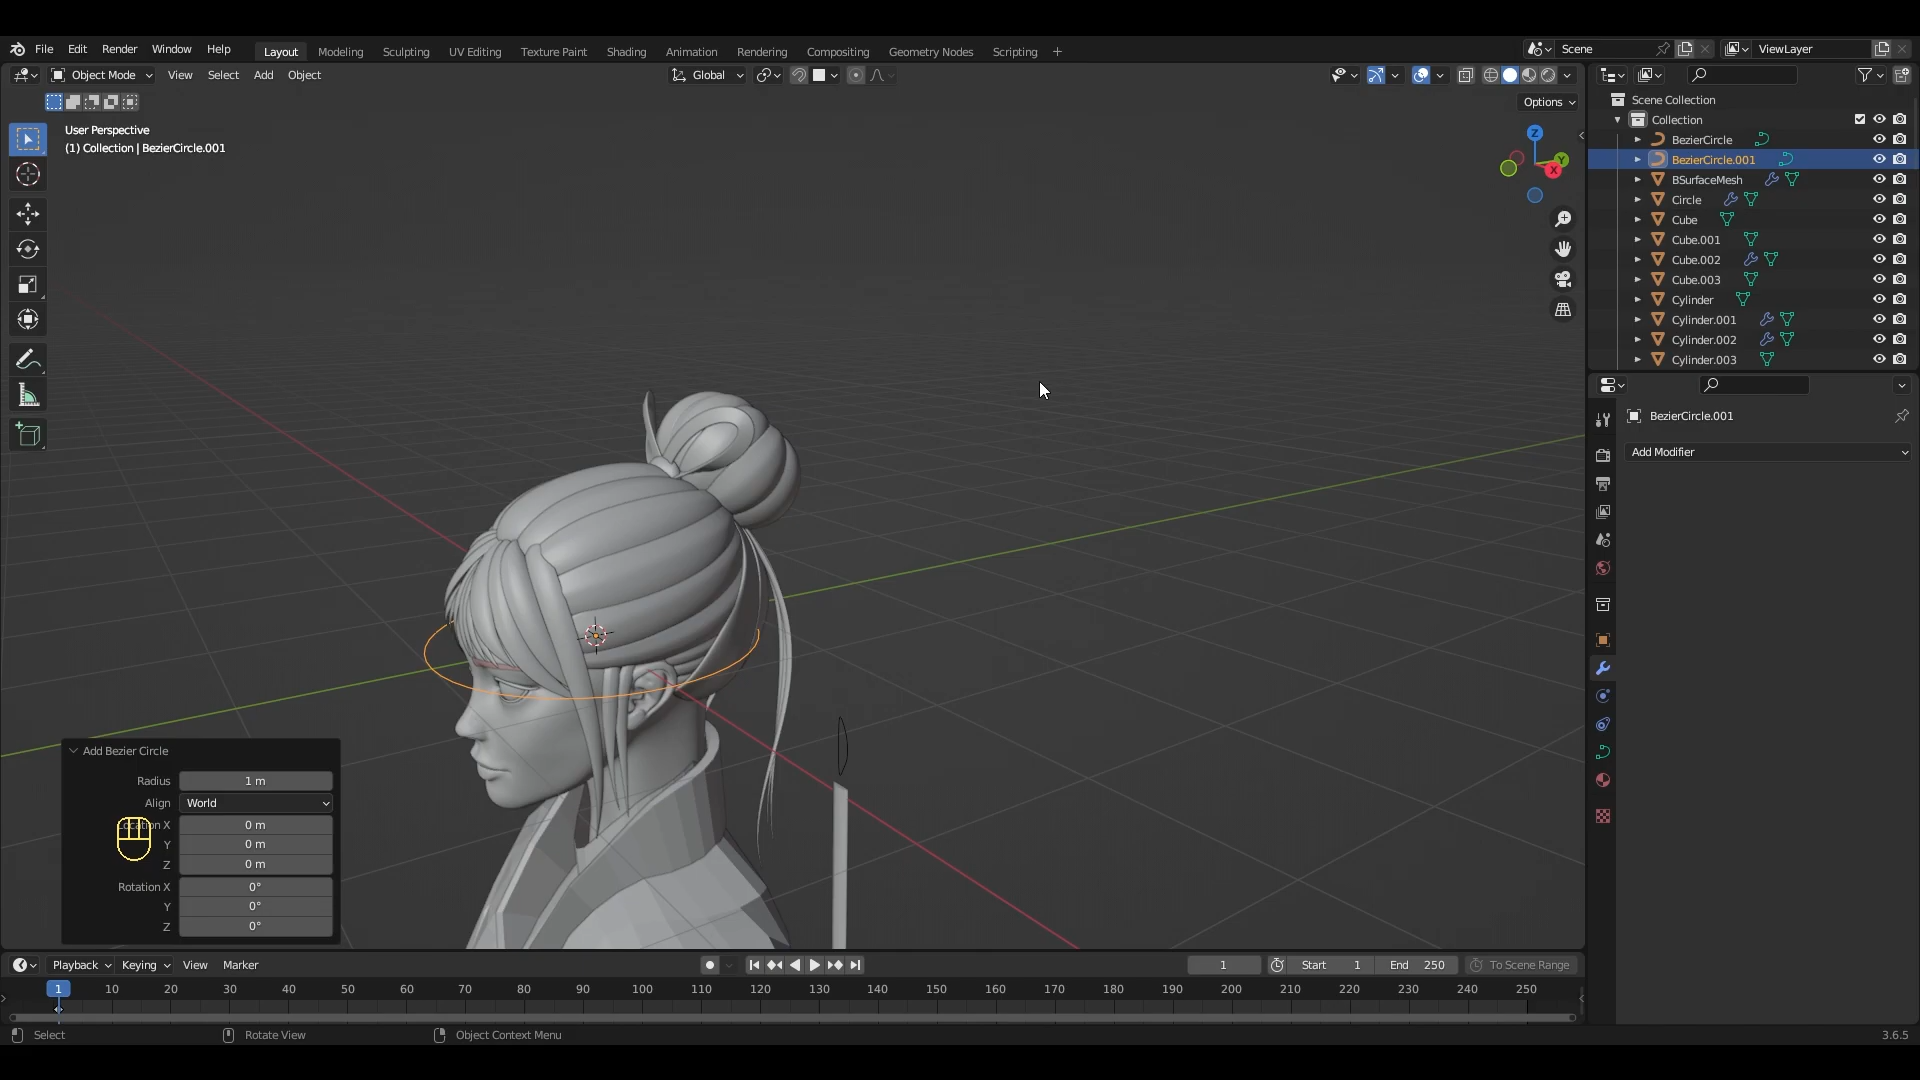 File Edit Render Window Help Layout Modeling Sculpting UV Editing Texture Paint Shading Animation Rendering Compositing Geometry Nodes Scripting + Scene ViewLayer
Object Mode View Select Add Object Global
Options
User Perspective
(1) Collection | BezierCircle.001
Z
Y
X
Scene Collection
Collection
BezierCircle
BezierCircle.001
BSurfaceMesh
Circle
Cube
Cube.001
Cube.002
Cube.003
Cylinder
Cylinder.001
Cylinder.002
Cylinder.003
BezierCircle.001
Add Modifier
Add Bezier Circle
Radius 1 m
Align World
Location X 0 m
Y 0 m
Z 0 m
Rotation X 0°
Y 0°
Z 0°
Playback Keying View Marker 1 Start 1 End 250 To Scene Range
1 10 20 30 40 50 60 70 80 90 100 110 120 130 140 150 160 170 180 190 200 210 220 230 240 250
Select Rotate View Object Context Menu 3.6.5